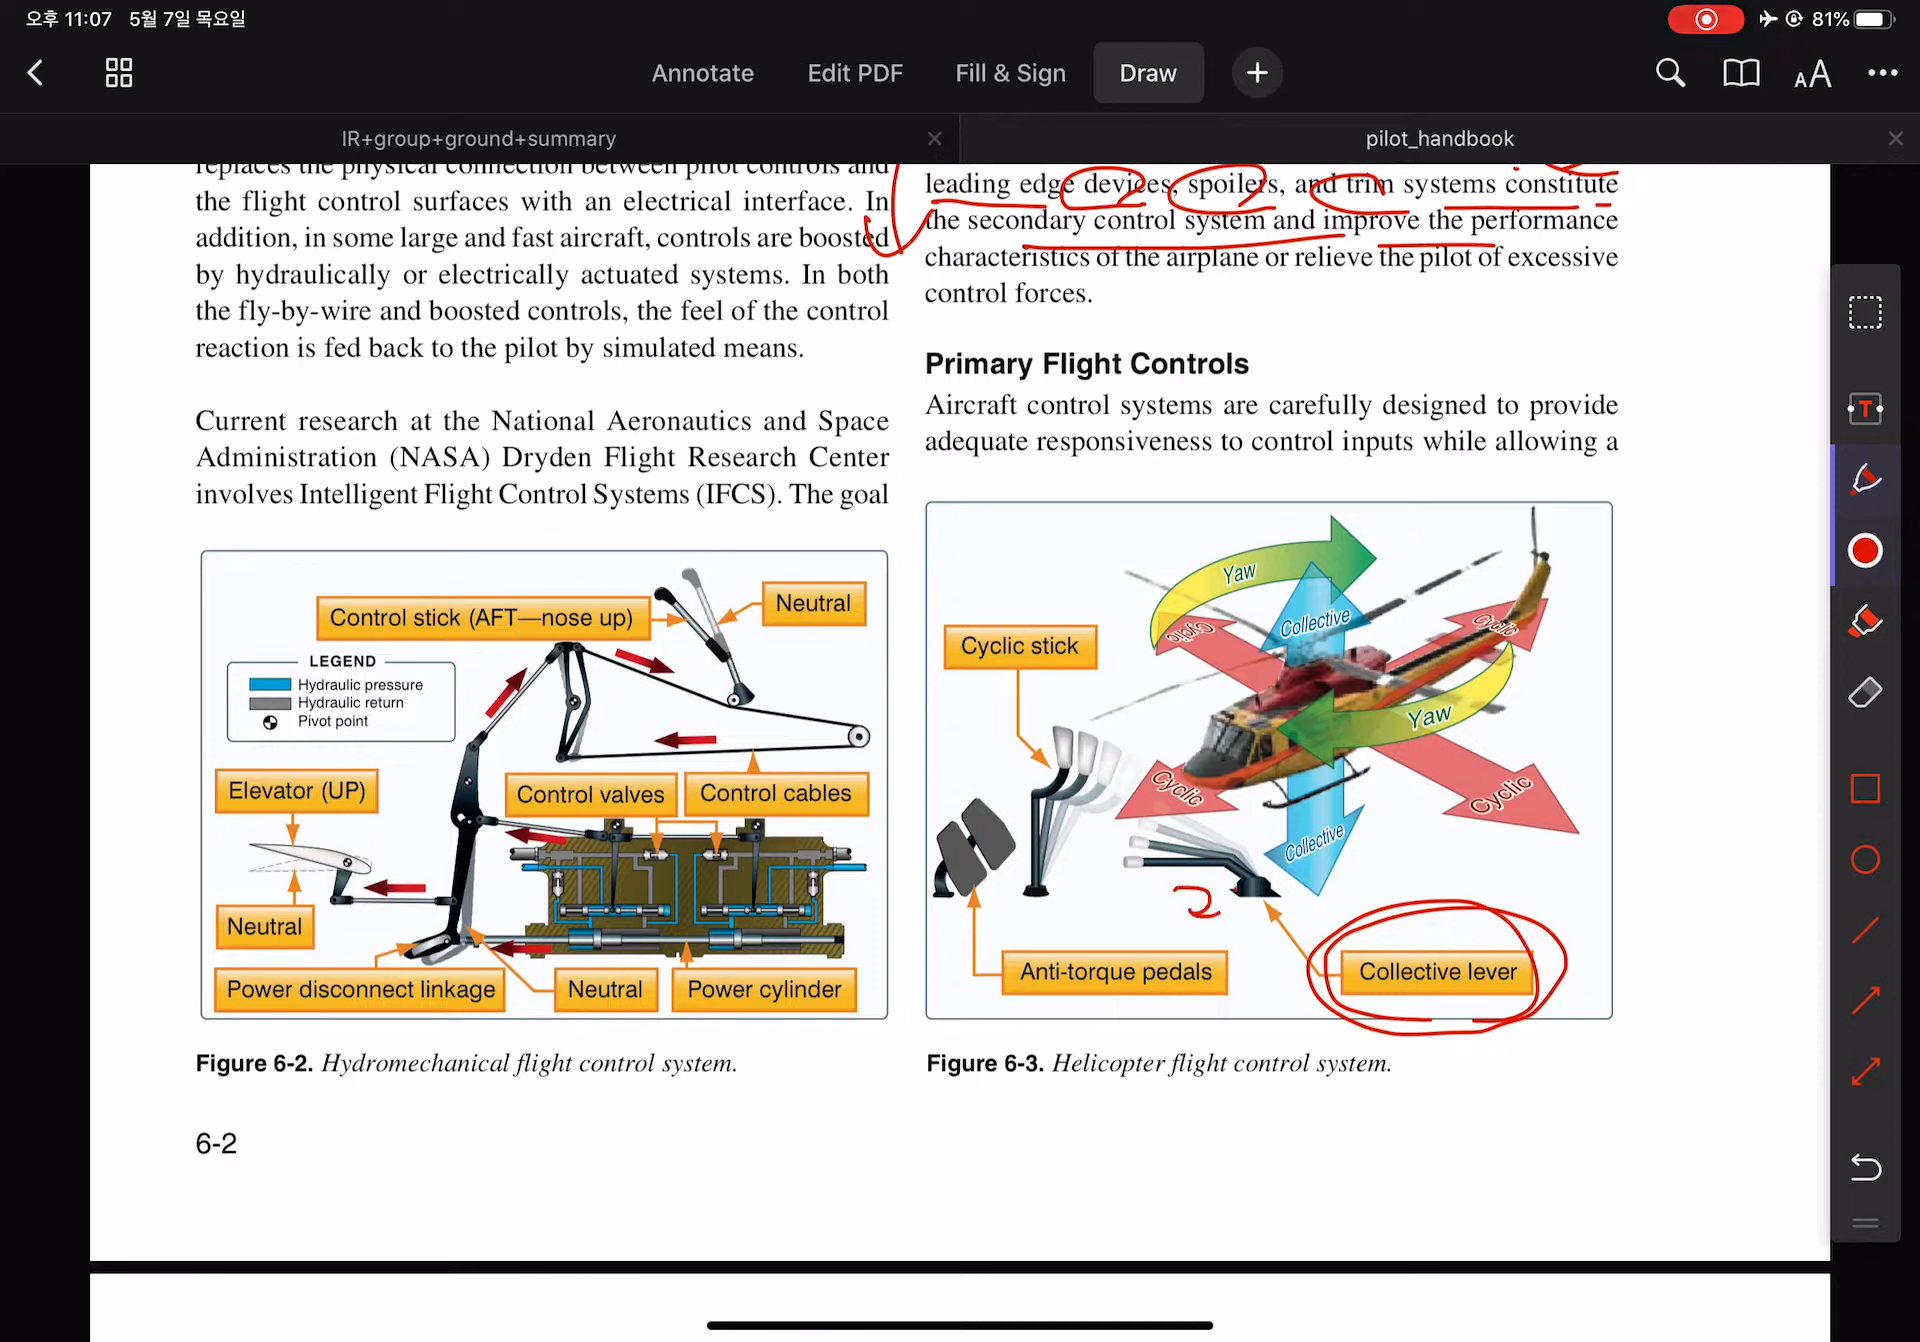 오후 11:07 5월 7일 목요일
81%
Annotate Edit PDF Fill & Sign Draw
AA
IR+group+ground+summary
pilot_handbook
replaces the physical connection between pilot controls and
the flight control surfaces with an electrical interface. In
addition, in some large and fast aircraft, controls are boosted
by hydraulically or electrically actuated systems. In both
the fly-by-wire and boosted controls, the feel of the control
reaction is fed back to the pilot by simulated means.
Current research at the National Aeronautics and Space
Administration (NASA) Dryden Flight Research Center
involves Intelligent Flight Control Systems (IFCS). The goal
Control stick (AFT—nose up)
Neutral
LEGEND
Hydraulic pressure
Hydraulic return
Pivot point
Elevator (UP)
Control valves
Control cables
Neutral
Power disconnect linkage
Neutral
Power cylinder
Figure 6-2. Hydromechanical flight control system.
6-2
leading edge devices, spoilers, and trim systems constitute
the secondary control system and improve the performance
characteristics of the airplane or relieve the pilot of excessive
control forces.
Primary Flight Controls
Aircraft control systems are carefully designed to provide
adequate responsiveness to control inputs while allowing a
Yaw
Collective
Cyclic
Cyclic
Cyclic stick
Yaw
Cyclic
Cyclic
Collective
2
Anti-torque pedals
Collective lever
Figure 6-3. Helicopter flight control system.
T